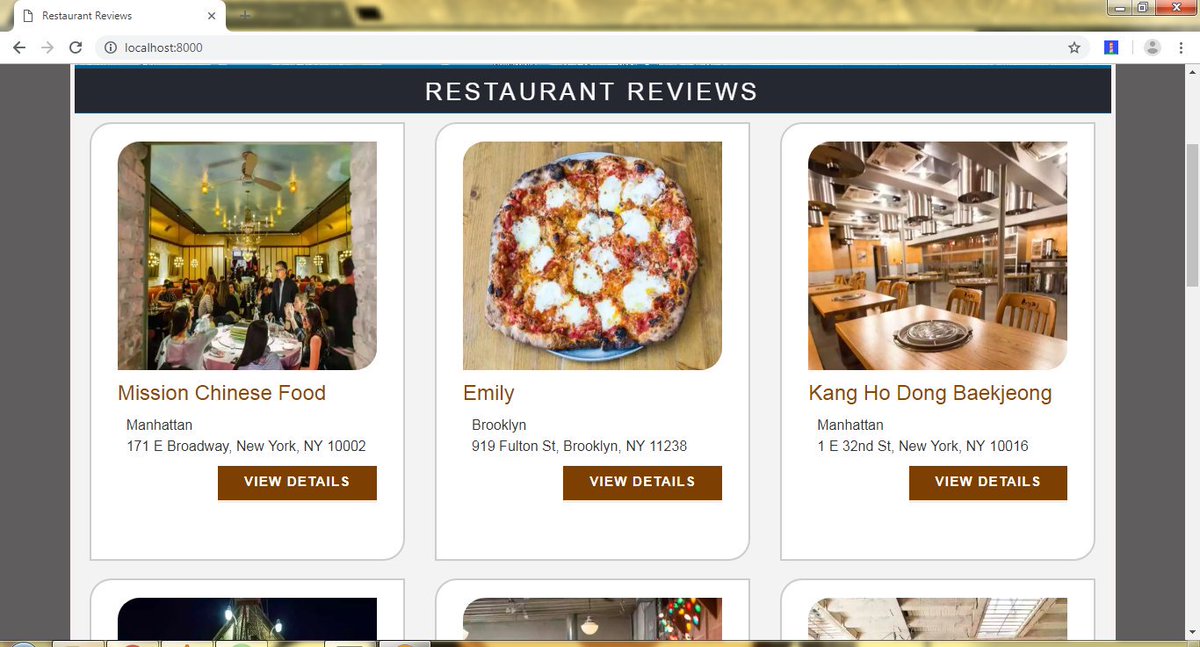 Restaurant Reviews
localhost:8000
RESTAURANT REVIEWS
Mission Chinese Food
Manhattan
171 E Broadway, New York, NY 10002
VIEW DETAILS
Emily
Brooklyn
919 Fulton St, Brooklyn, NY 11238
VIEW DETAILS
Kang Ho Dong Baekjeong
Manhattan
1 E 32nd St, New York, NY 10016
VIEW DETAILS